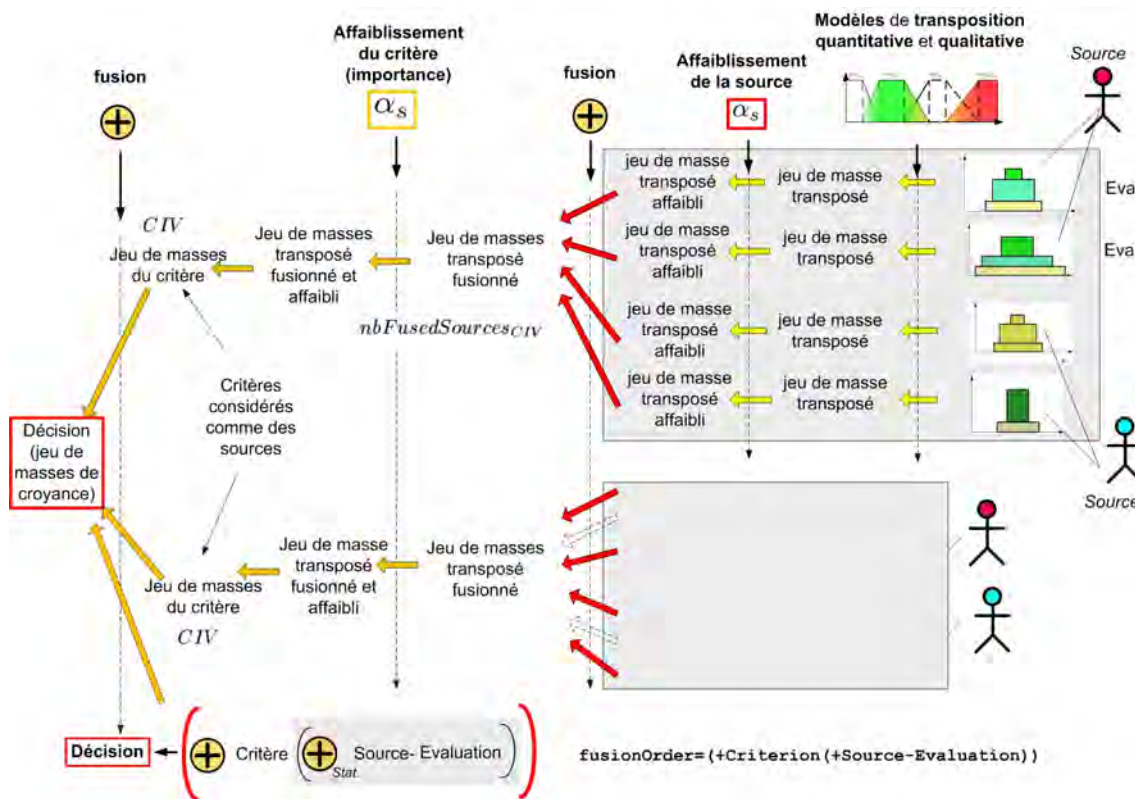 Affaiblissement
du critère
(importance)
α_s
fusion
fusion
Affaiblissement
de la source
α_s
Modèles de transposition
quantitative et qualitative
Source
jeu de masse
transposé
affaibli
jeu de masse
transposé
Eva
jeu de masse
transposé
affaibli
jeu de masse
transposé
Eva
jeu de masse
transposé
affaibli
jeu de masse
transposé
jeu de masse
transposé
affaibli
jeu de masse
transposé
Source
CIV
Jeu de masses
du critère
Jeu de masses
transposé
fusionné et
affaibli
Jeu de masses
transposé
fusionné
nbFusedSources_CIV
Critères
considérés
comme des
sources
Décision
(jeu de
masses de
croyance)
Jeu de masses
du critère
CIV
Jeu de masse
transposé
fusionné et
affaibli
Jeu de masses
transposé
fusionné
Décision
Critère
Stat.
Source- Evaluation
fusionOrder=(+Criterion(+Source-Evaluation))